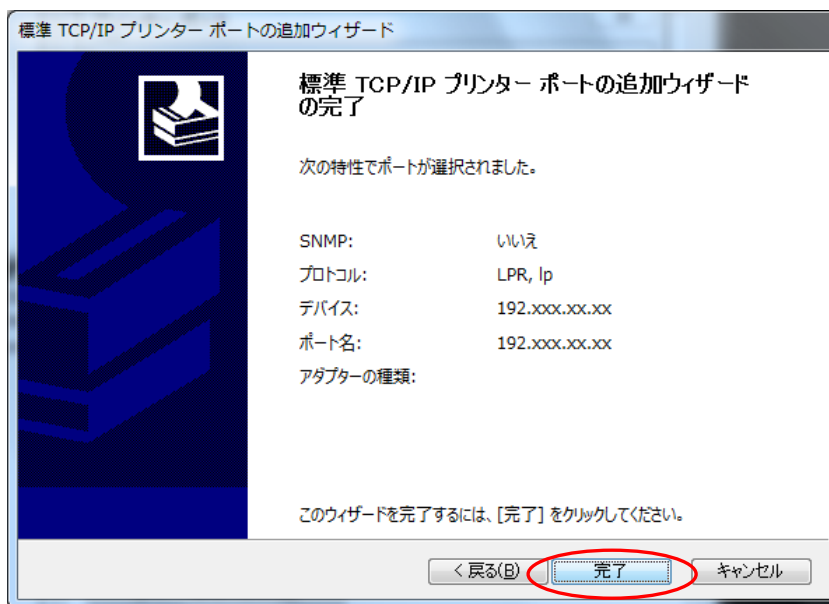 標準 TCP/IP プリンター ポートの追加ウィザード
標準 TCP/IP プリンター ポートの追加ウィザード
の完了
次の特性でポートが選択されました。
SNMP: いいえ
プロトコル: LPR, lp
デバイス: 192.xxx.xx.xx
ポート名: 192.xxx.xx.xx
アダプターの種類:
このウィザードを完了するには、[完了] をクリックしてください。
< 戻る(B) 完了 キャンセル